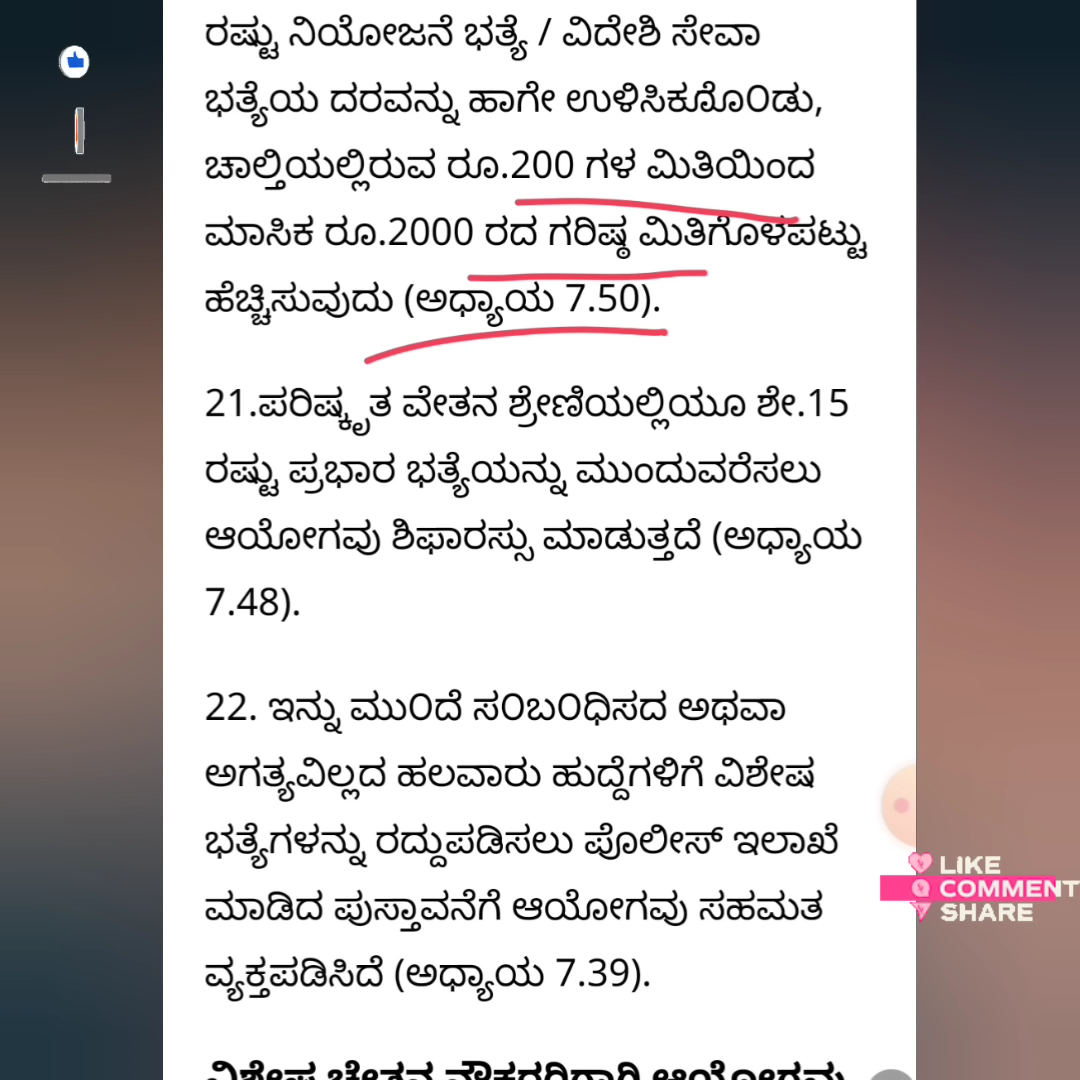 ರಷ್ಟು ನಿಯೋಜನೆ ಭತ್ಯೆ / ವಿದೇಶಿ ಸೇವಾ
ಭತ್ಯೆಯ ದರವನ್ನು ಹಾಗೇ ಉಳಿಸಿಕೊಂಡು,
ಚಾಲ್ತಿಯಲ್ಲಿರುವ ರೂ.200 ಗಳ ಮಿತಿಯಿಂದ
ಮಾಸಿಕ ರೂ.2000 ರದ ಗರಿಷ್ಠ ಮಿತಿಗೊಳಪಟ್ಟು
ಹೆಚ್ಚಿಸುವುದು (ಅಧ್ಯಾಯ 7.50).
21.ಪರಿಷ್ಕೃತ ವೇತನ ಶ್ರೇಣಿಯಲ್ಲಿಯೂ ಶೇ.15
ರಷ್ಟು ಪ್ರಭಾರ ಭತ್ಯೆಯನ್ನು ಮುಂದುವರೆಸಲು
ಆಯೋಗವು ಶಿಫಾರಸ್ಸು ಮಾಡುತ್ತದೆ (ಅಧ್ಯಾಯ
7.48).
22. ಇನ್ನು ಮು೦ದೆ ಸ೦ಬ೦ಧಿಸದ ಅಥವಾ
ಅಗತ್ಯವಿಲ್ಲದ ಹಲವಾರು ಹುದ್ದೆಗಳಿಗೆ ವಿಶೇಷ
ಭತ್ಯೆಗಳನ್ನು ರದ್ದುಪಡಿಸಲು ಪೊಲೀಸ್ ಇಲಾಖೆ
ಮಾಡಿದ ಪುಸ್ತಾವನೆಗೆ ಆಯೋಗವು ಸಹಮತ
ವ್ಯಕ್ತಪಡಿಸಿದೆ (ಅಧ್ಯಾಯ 7.39).
LIKE
COMMENT
SHARE